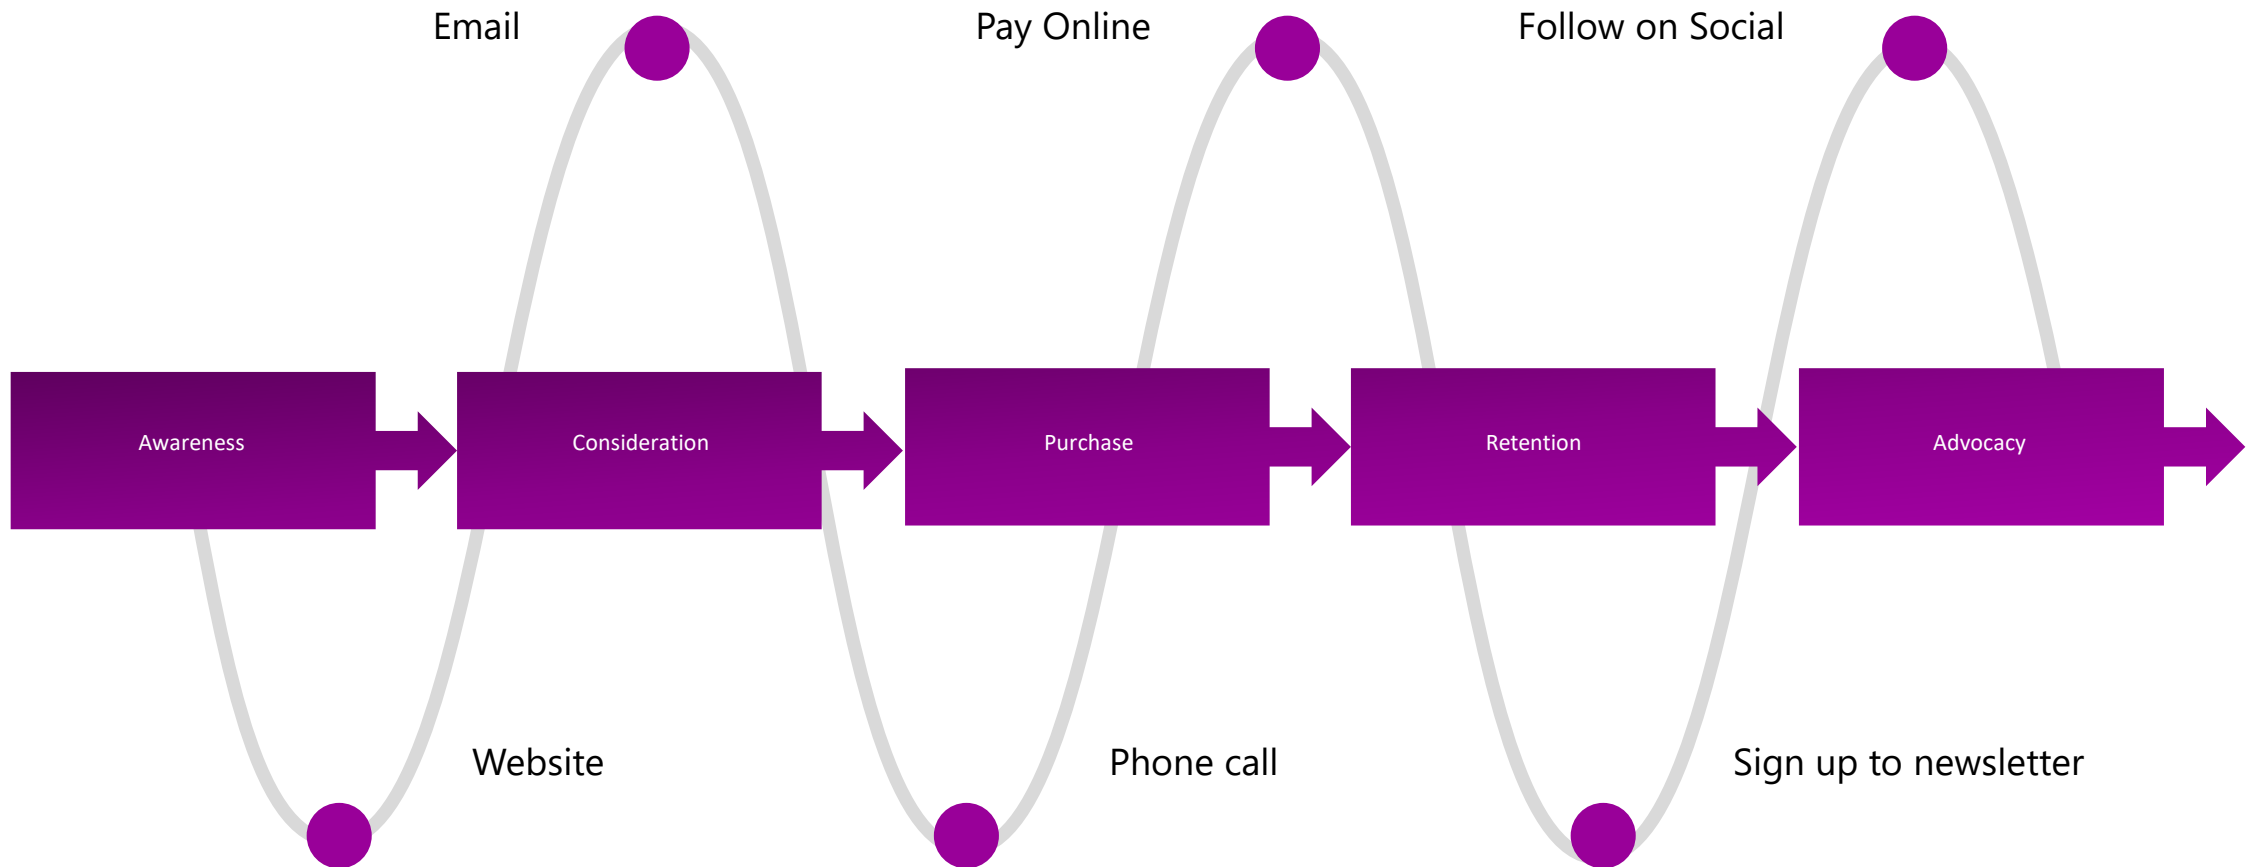 Email
Pay Online
Follow on Social
Awareness
Consideration
Purchase
Retention
Advocacy
Website
Phone call
Sign up to newsletter